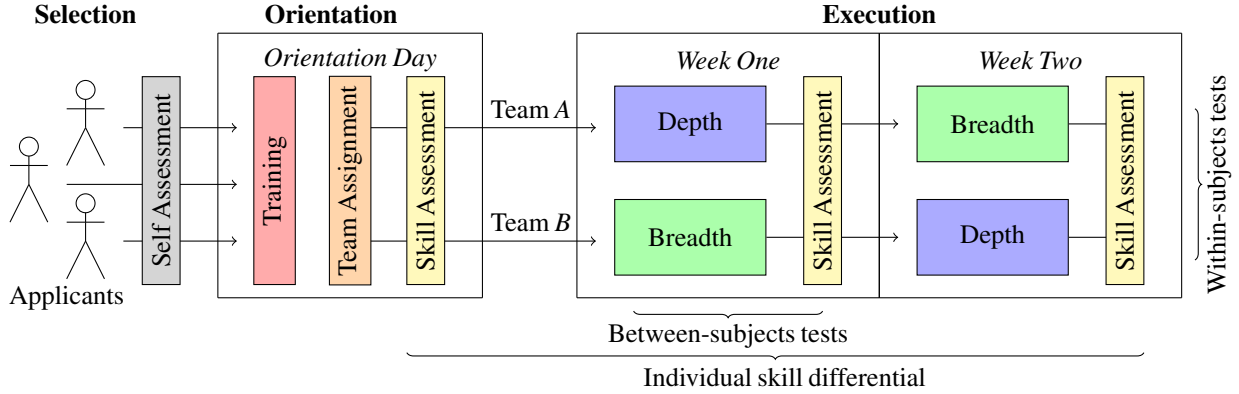 Selection
Orientation
Execution
Applicants
Self Assessment
Orientation Day
Training
Team Assignment
Skill Assessment
Team A
Team B
Week One
Depth
Breadth
Skill Assessment
Week Two
Breadth
Depth
Skill Assessment
Within-subjects tests
Between-subjects tests
Individual skill differential